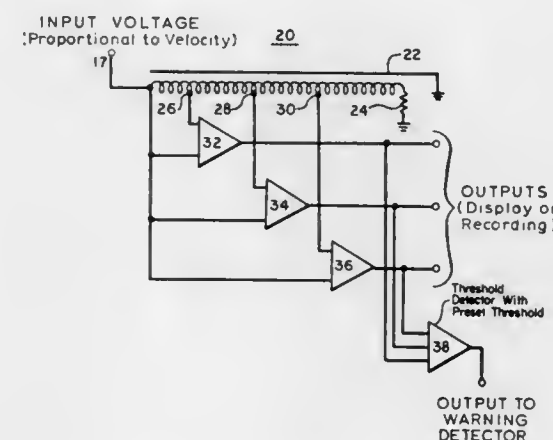 INPUT VOLTAGE
(Proportional to Velocity)
17
20
22
26
28
30
24
32
34
OUTPUTS
(Display or
Recording)
36
Threshold
Detector With
Preset Threshold
38
OUTPUT TO
WARNING
DETECTOR